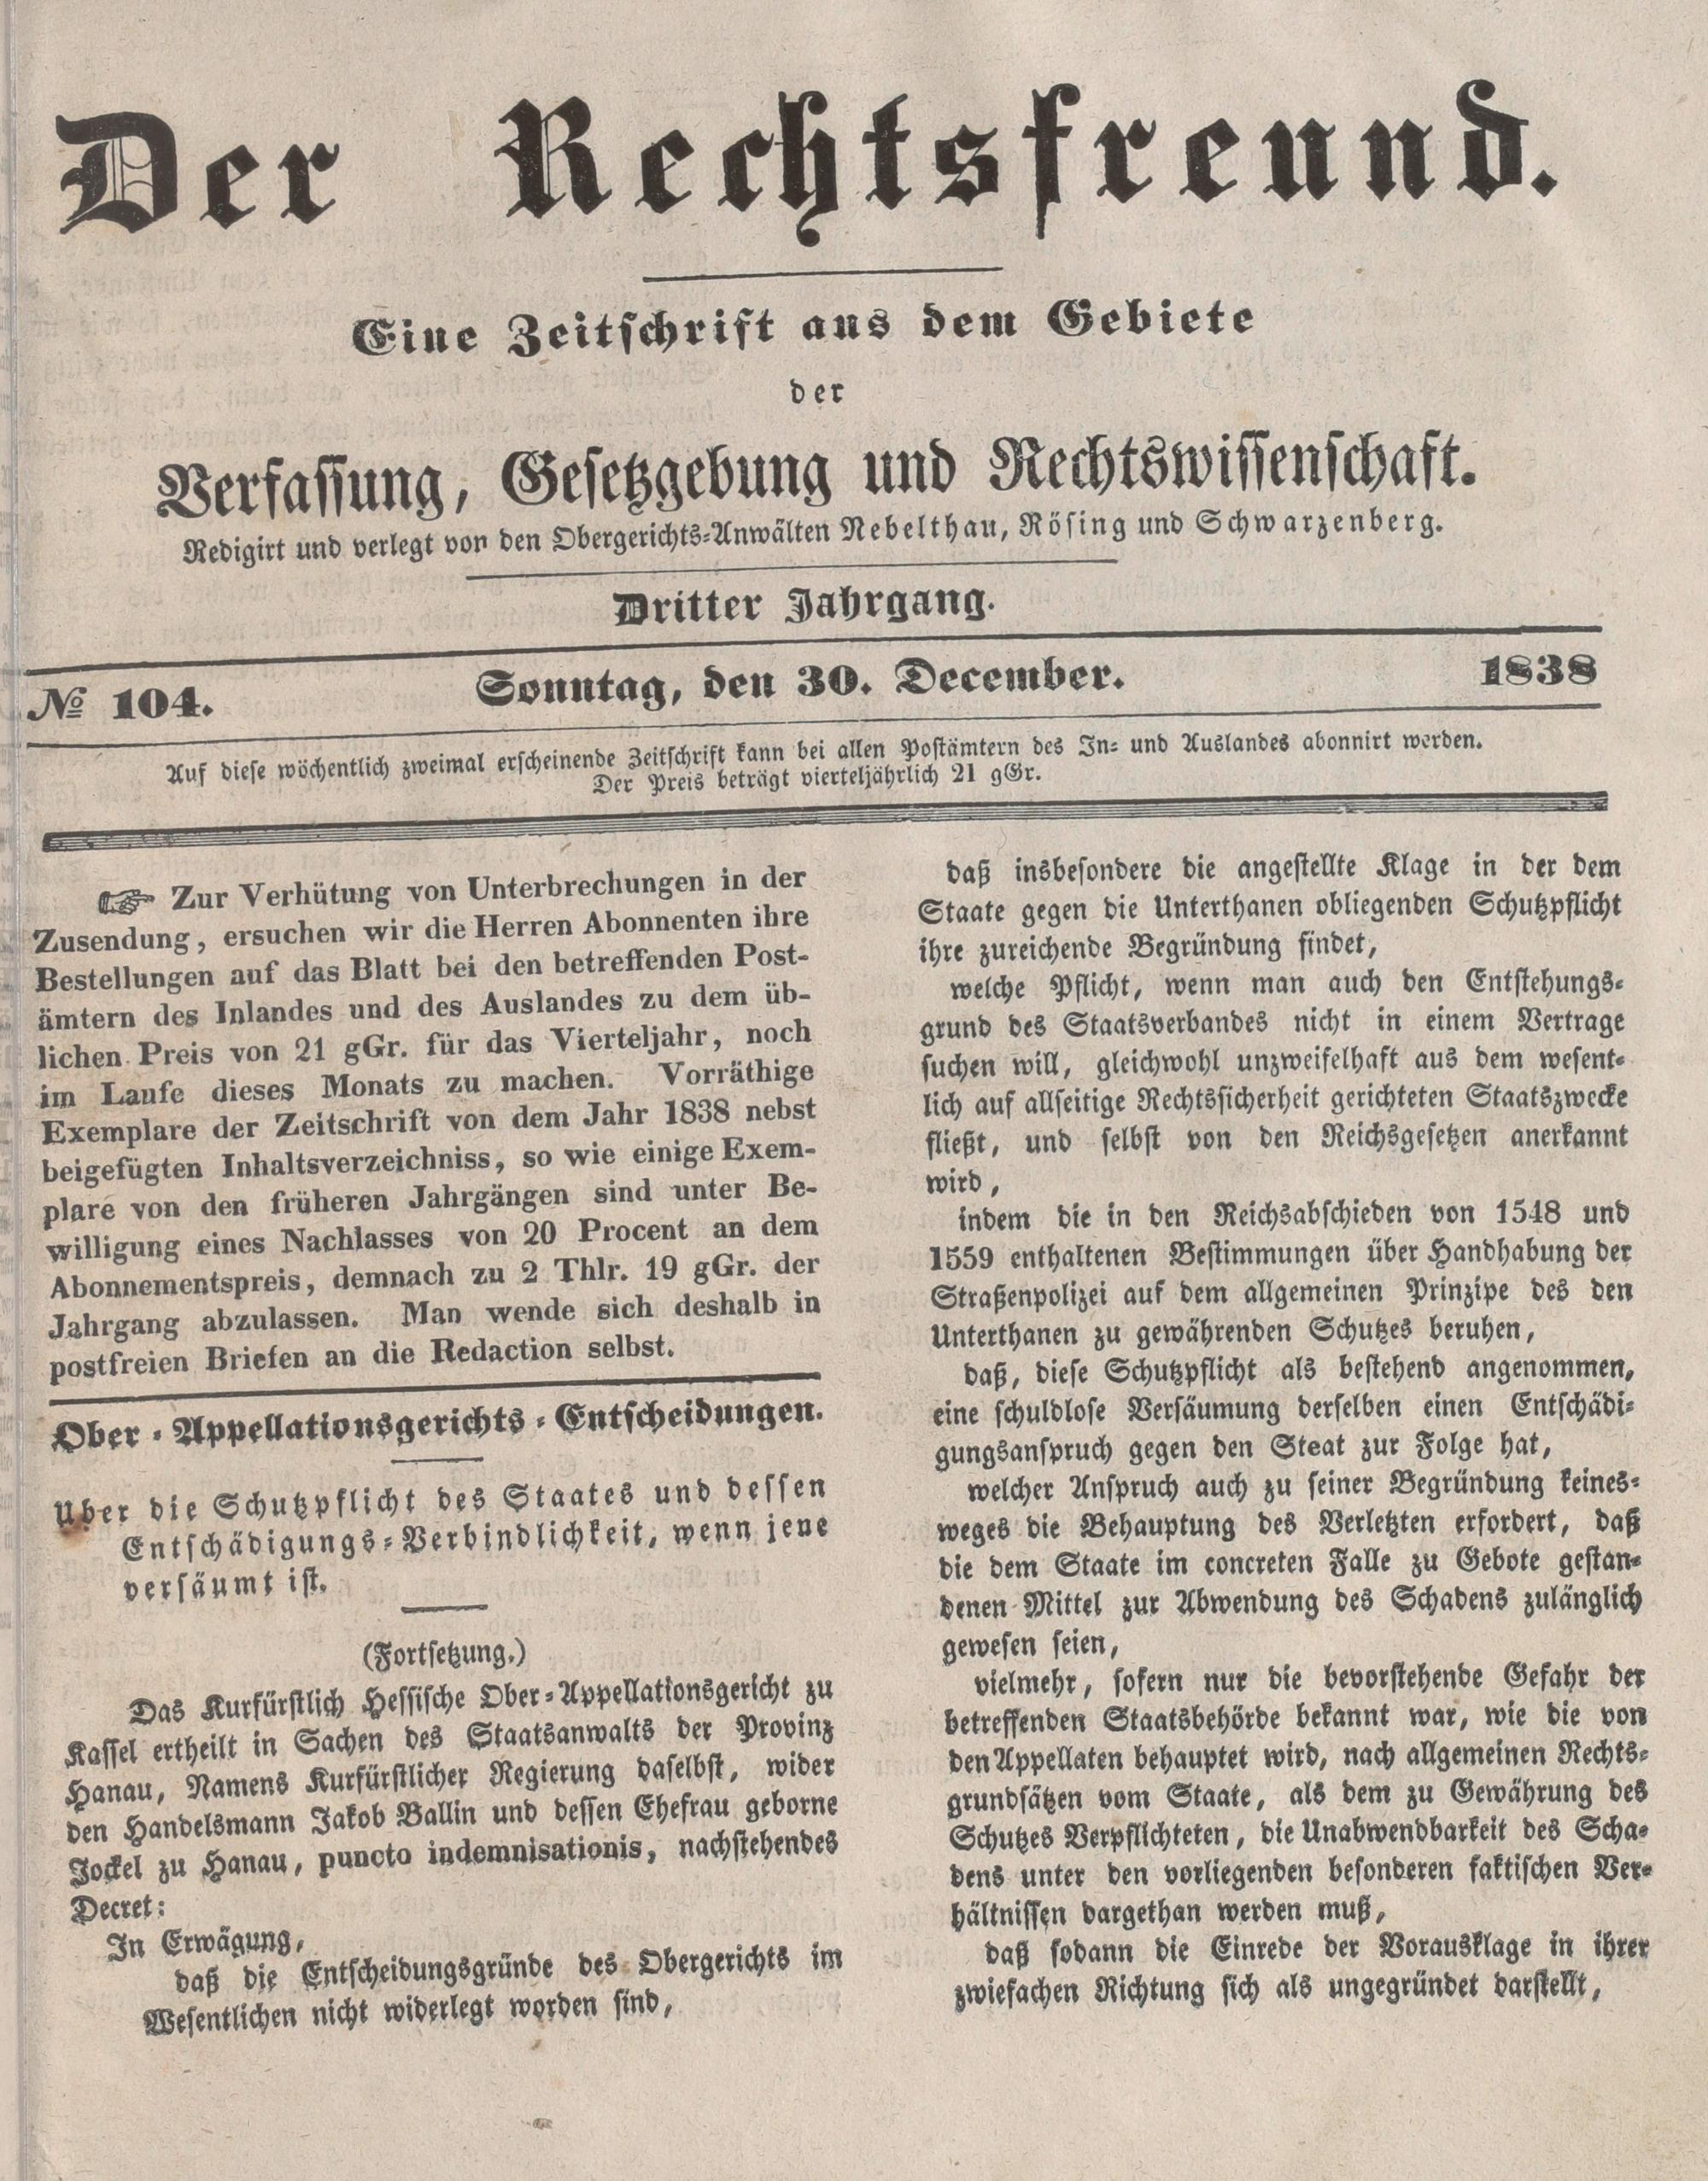 Der Rechtsfreund.
Eine Zeitschrift aus dem Gebiete
der
Verfassung, Gesetzgebung und Rechtswissenschaft.
Redigirt und verlegt von den Obergerichts-Anwälten Nebelthau, Rösing und Schwarzenberg.
Dritter Jahrgang.
№ 104. Sonntag, den 30. December. 1838
Auf diese wöchentlich zweimal erscheinende Zeitschrift kann bei allen Postämtern des In- und Auslandes abonnirt werden.
Der Preis beträgt vierteljährlich 21 gGr.
☞ Zur Verhütung von Unterbrechungen in der
Zusendung, ersuchen wir die Herren Abonnenten ihre
Bestellungen auf das Blatt bei den betreffenden Post-
ämtern des Inlandes und des Auslandes zu dem üb-
lichen Preis von 21 gGr. für das Vierteljahr, noch
im Laufe dieses Monats zu machen. Vorräthige
Exemplare der Zeitschrift von dem Jahr 1838 nebst
beigefügten Inhaltsverzeichniss, so wie einige Exem-
plare von den früheren Jahrgängen sind unter Be-
willigung eines Nachlasses von 20 Procent an dem
Abonnementspreis, demnach zu 2 Thlr. 19 gGr. der
Jahrgang abzulassen. Man wende sich deshalb in
postfreien Briefen an die Redaction selbst.
Ober-Appellationsgerichts-Entscheidungen.
Uber die Schutzpflicht des Staates und dessen
Entschädigungs-Verbindlichkeit, wenn jene
versäumt ist.
(Fortsetzung.)
Das Kurfürstlich Hessische Ober-Appellationsgericht zu
Kassel ertheilt in Sachen des Staatsanwalts der Provinz
Hanau, Namens Kurfürstlicher Regierung daselbst, wider
den Handelsmann Jakob Ballin und dessen Ehefrau geborne
Jockel zu Hanau, puncto indemnisationis, nachstehendes
Decret:
In Erwägung,
daß die Entscheidungsgründe des Obergerichts im
Wesentlichen nicht widerlegt worden sind,
daß insbesondere die angestellte Klage in der dem
Staate gegen die Unterthanen obliegenden Schutzpflicht
ihre zureichende Begründung findet,
welche Pflicht, wenn man auch den Entstehungs-
grund des Staatsverbandes nicht in einem Vertrage
suchen will, gleichwohl unzweifelhaft aus dem wesent-
lich auf allseitige Rechtssicherheit gerichteten Staatszwecke
fließt, und selbst von den Reichsgesetzen anerkannt
wird,
indem die in den Reichsabschieden von 1548 und
1559 enthaltenen Bestimmungen über Handhabung der
Straßenpolizei auf dem allgemeinen Prinzipe des den
Unterthanen zu gewährenden Schutzes beruhen,
daß, diese Schutzpflicht als bestehend angenommen,
eine schuldlose Versäumung derselben einen Entschädi-
gungsanspruch gegen den Steat zur Folge hat,
welcher Anspruch auch zu seiner Begründung keines-
weges die Behauptung des Verletzten erfordert, daß
die dem Staate im concreten Falle zu Gebote gestan-
denen Mittel zur Abwendung des Schadens zulänglich
gewesen seien,
vielmehr, sofern nur die bevorstehende Gefahr der
betreffenden Staatsbehörde bekannt war, wie die von
den Appellaten behauptet wird, nach allgemeinen Rechts-
grundsätzen vom Staate, als dem zu Gewährung des
Schutzes Verpflichteten, die Unabwendbarkeit des Scha-
dens unter den vorliegenden besonderen faktischen Ver-
hältnissen dargethan werden muß,
daß sodann die Einrede der Vorausklage in ihrer
zwiefachen Richtung sich als ungegründet darstellt,